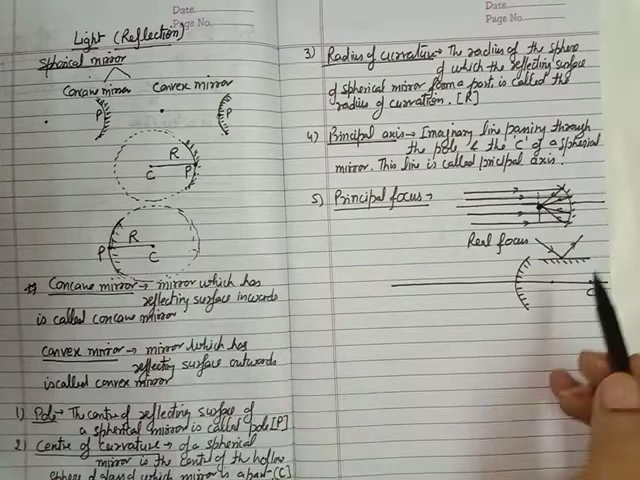 Date
Page No.
Light (Reflection)
Spherical mirror
Concave mirror
Convex mirror
P
P
R
C
P
R
P
C
Concave mirror → mirror which has
reflecting surface inwards
is called concave mirror
Convex mirror → mirror which has
reflecting surface outwards
is called convex mirror
1) Pole → The centre of reflecting surface of
a spherical mirror is called pole [P]
2) Centre of curvature → of a spherical
mirror is the centre of the hollow
sphere of glass of which mirror is a part [C]
Date
Page No.
3) Radius of curvature → The radius of the sphere
of which the reflecting surface
of spherical mirror form a part, is called the
radius of curvation. [R]
4) Principal axis → Imaginary line passing through
the pole & the 'C' of a spherical
mirror. This line is called pricipal axis.
5) Principal focus →
Real focus
C